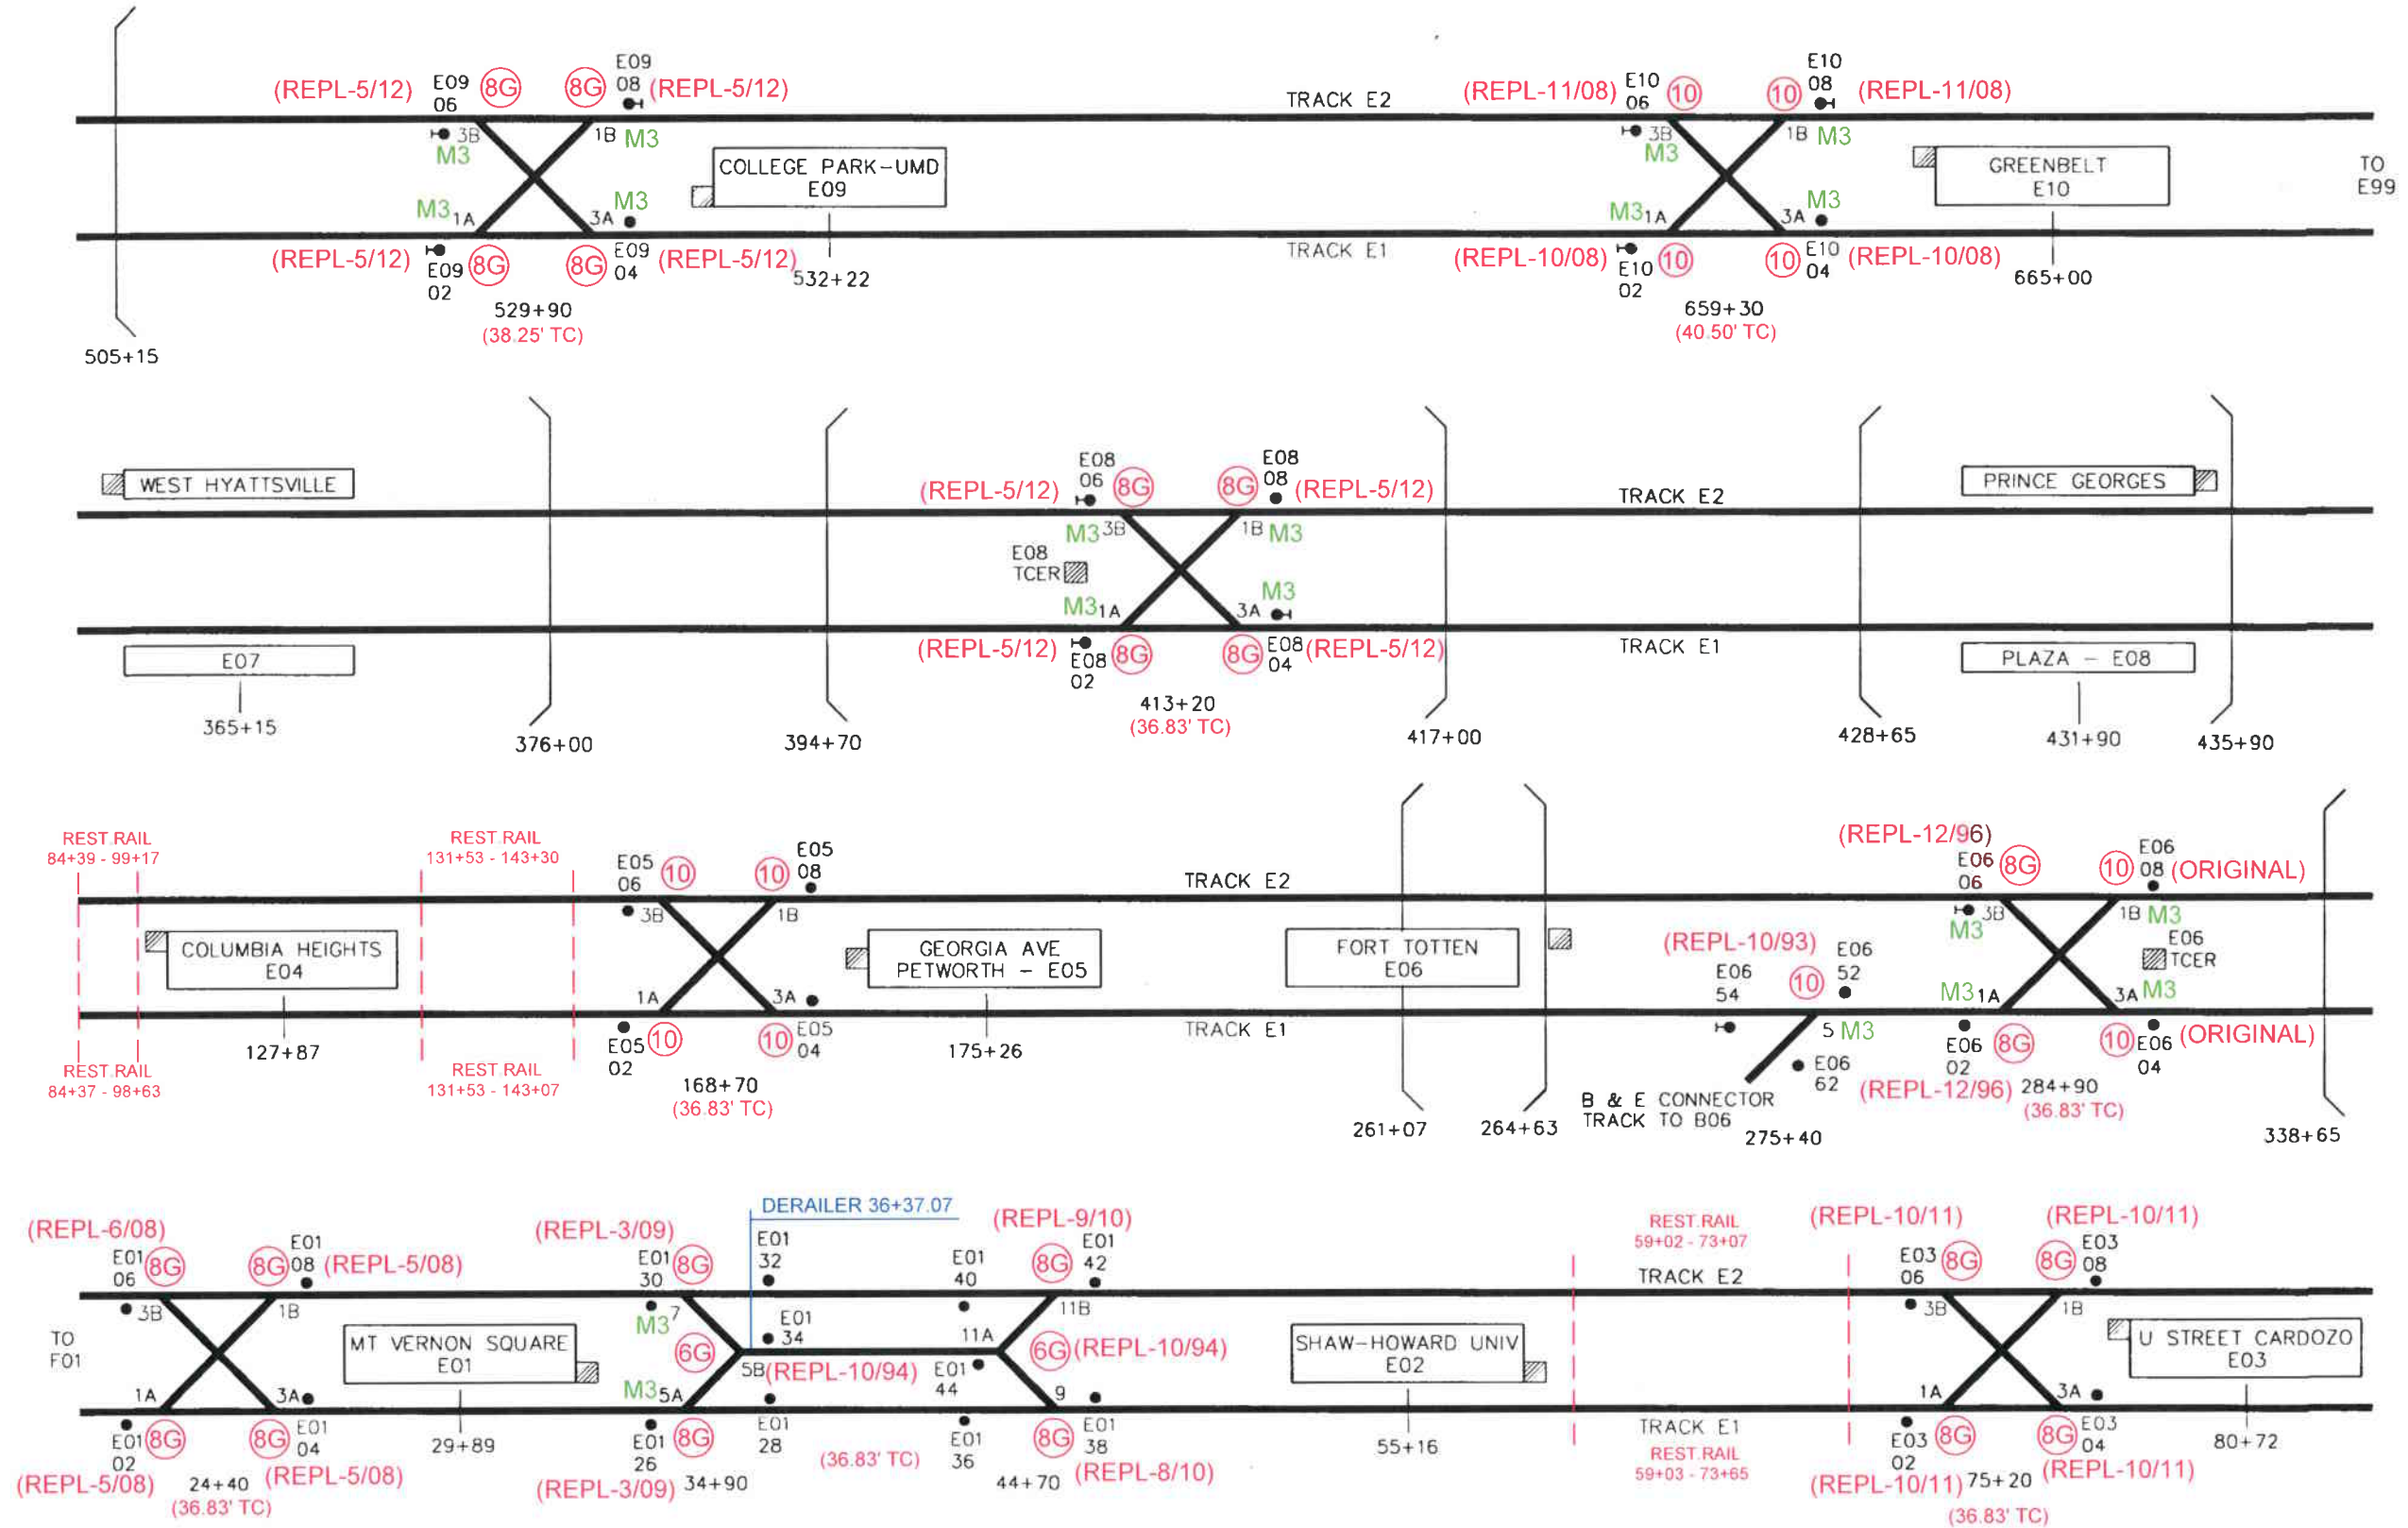 E09
06
8G
8G
E09
08
(REPL-5/12)
(REPL-5/12)
3B
M3
1B M3
TRACK E2
COLLEGE PARK-UMD
E09
M3 1A
3A
M3
(REPL-5/12)
E09
02
8G
8G
E09
04
(REPL-5/12)
532+22
529+90
(38.25' TC)
505+15
TRACK E1
(REPL-11/08)
E10
06
10
10
E10
08
(REPL-11/08)
3B
M3
1B M3
GREENBELT
E10
TO
E99
M3 1A
3A
M3
(REPL-10/08)
E10
02
10
10
E10
04
(REPL-10/08)
665+00
659+30
(40.50' TC)
WEST HYATTSVILLE
E07
365+15
376+00
394+70
(REPL-5/12)
E08
06
8G
8G
E08
08
(REPL-5/12)
M3 3B
1B M3
E08
TCER
M3 1A
3A
M3
(REPL-5/12)
E08
02
8G
8G
E08
04
(REPL-5/12)
413+20
(36.83' TC)
417+00
TRACK E2
TRACK E1
428+65
PRINCE GEORGES
PLAZA - E08
431+90
435+90
REST.RAIL
84+39 - 99+17
REST.RAIL
131+53 - 143+30
COLUMBIA HEIGHTS
E04
127+87
REST.RAIL
84+37 - 98+63
REST.RAIL
131+53 - 143+07
E05
06
10
10
E05
08
3B
1B
1A
3A
E05
02
10
10
E05
04
168+70
(36.83' TC)
GEORGIA AVE
PETWORTH - E05
175+26
TRACK E2
TRACK E1
FORT TOTTEN
E06
261+07
264+63
(REPL-10/93)
E06
54
10
E06
52
5 M3
E06
62
B & E CONNECTOR
TRACK TO B06
275+40
(REPL-12/96)
E06
06
8G
10
E06
08
(ORIGINAL)
3B
M3
1B M3
E06
TCER
M3 1A
3A M3
E06
02
8G
10
E06
04
(ORIGINAL)
(REPL-12/96)
284+90
(36.83' TC)
338+65
(REPL-6/08)
E01
06
8G
8G
E01
08
(REPL-5/08)
3B
1B
TO
F01
1A
3A
E01
02
8G
8G
E01
04
(REPL-5/08)
24+40
(REPL-5/08)
(36.83' TC)
MT VERNON SQUARE
E01
29+89
DERAILER 36+37.07
(REPL-3/09)
E01
30
8G
E01
32
M3 7
E01
34
6G
5B (REPL-10/94)
M3 5A
E01
26
8G
E01
28
(REPL-3/09)
34+90
(36.83' TC)
(REPL-9/10)
E01
40
8G
E01
42
11B
11A
6G
(REPL-10/94)
E01
44
9
E01
36
8G
E01
38
44+70
(REPL-8/10)
SHAW-HOWARD UNIV
E02
55+16
REST.RAIL
59+02 - 73+07
TRACK E2
TRACK E1
REST.RAIL
59+03 - 73+65
(REPL-10/11)
(REPL-10/11)
E03
06
8G
8G
E03
08
3B
1B
U STREET CARDOZO
E03
1A
3A
E03
02
8G
8G
E03
04
80+72
(REPL-10/11)
75+20
(REPL-10/11)
(36.83' TC)